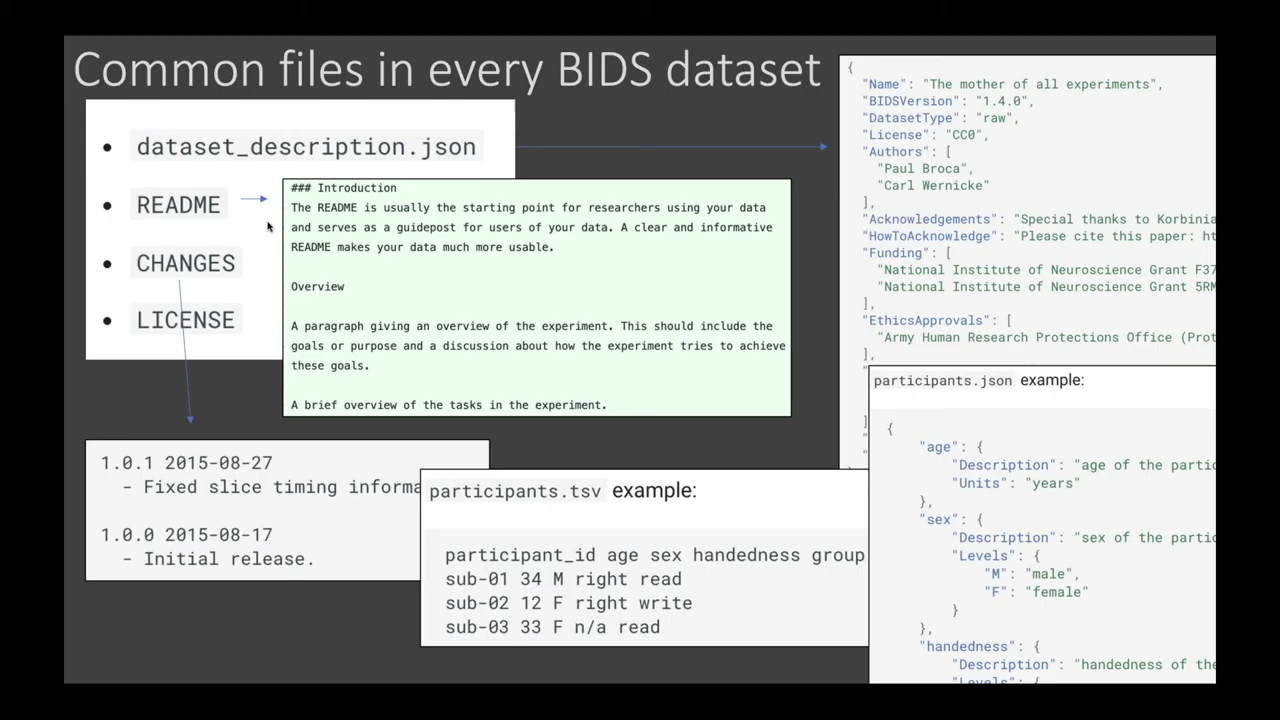 Common files in every BIDS dataset
• dataset_description.json
• README
• CHANGES
• LICENSE
### Introduction
The README is usually the starting point for researchers using your data
and serves as a guidepost for users of your data. A clear and informative
README makes your data much more usable.
Overview
A paragraph giving an overview of the experiment. This should include the
goals or purpose and a discussion about how the experiment tries to achieve
these goals.
A brief overview of the tasks in the experiment.
1.0.1 2015-08-27
- Fixed slice timing
1.0.0 2015-08-17
- Initial release.
participants.tsv example:
participant_id age sex handedness group
sub-01 34 M right read
sub-02 12 F right write
sub-03 33 F n/a read
{
"Name": "The mother of all experiments",
"BIDSVersion": "1.4.0",
"DatasetType": "raw",
"License": "CC0",
"Authors": [
"Paul Broca",
"Carl Wernicke"
],
"Acknowledgements": "Special thanks to
"HowToAcknowledge": "Please cite this paper:
"Funding": [
"National Institute of Neuroscience Grant
"National Institute of Neuroscience Grant
],
"EthicsApprovals": [
"Army Human Research Protections Office
],
participants.json example:
{
"age": {
"Description": "age of the
"Units": "years"
},
"sex": {
"Description": "sex of the
"Levels": {
"M": "male",
"F": "female"
}
},
"handedness": {
"Description": "handedness of the
"Levels": {